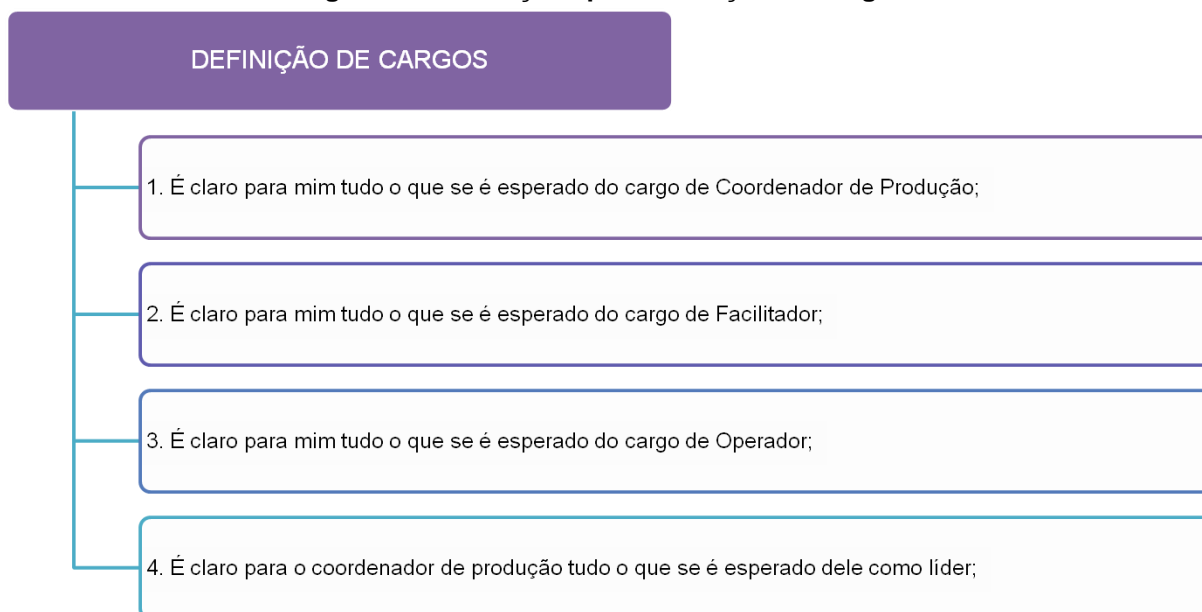 DEFINIÇÃO DE CARGOS
1. É claro para mim tudo o que se é esperado do cargo de Coordenador de Produção;
2. É claro para mim tudo o que se é esperado do cargo de Facilitador;
3. É claro para mim tudo o que se é esperado do cargo de Operador;
4. É claro para o coordenador de produção tudo o que se é esperado dele como líder;